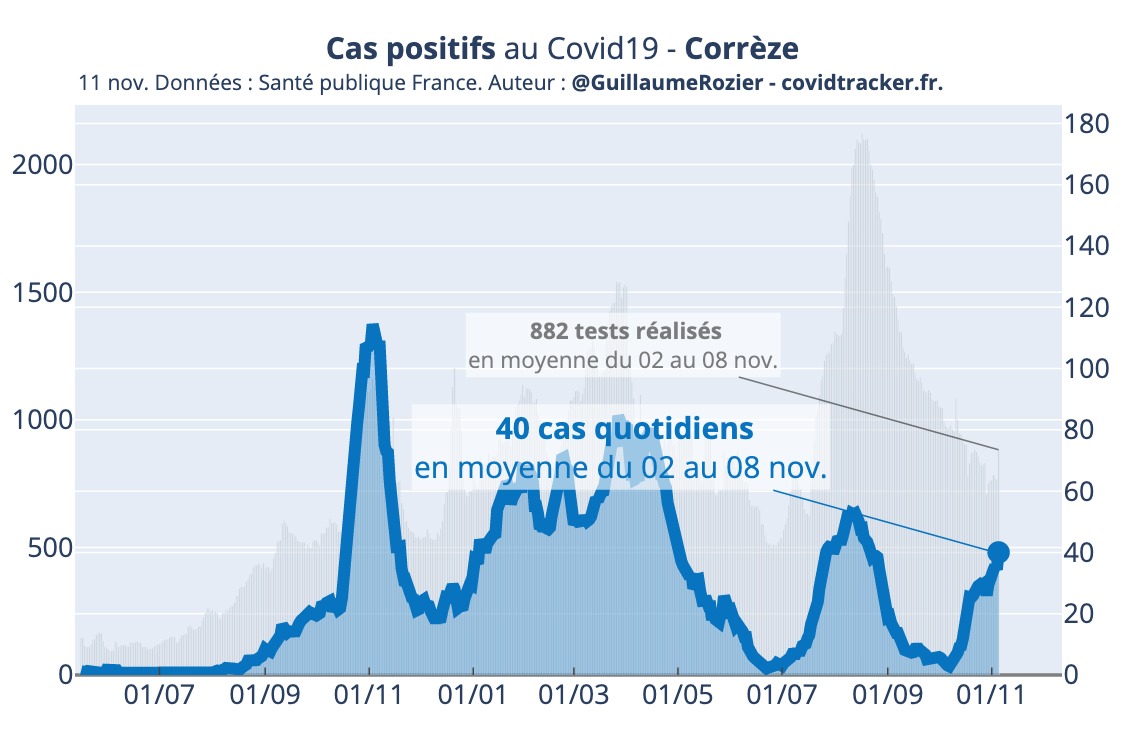 Cas positifs au Covid19 - Corrèze
11 nov. Données : Santé publique France. Auteur : @GuillaumeRozier - covidtracker.fr.
180
2000
160
140
1500
120
882 tests réalisés
en moyenne du 02 au 08 nov.
100
1000
80
40 cas quotidiens
en moyenne du 02 au 08 nov.
60
500
40
20
0
0
01/07 01/09 01/11 01/01 01/03 01/05 01/07 01/09 01/11